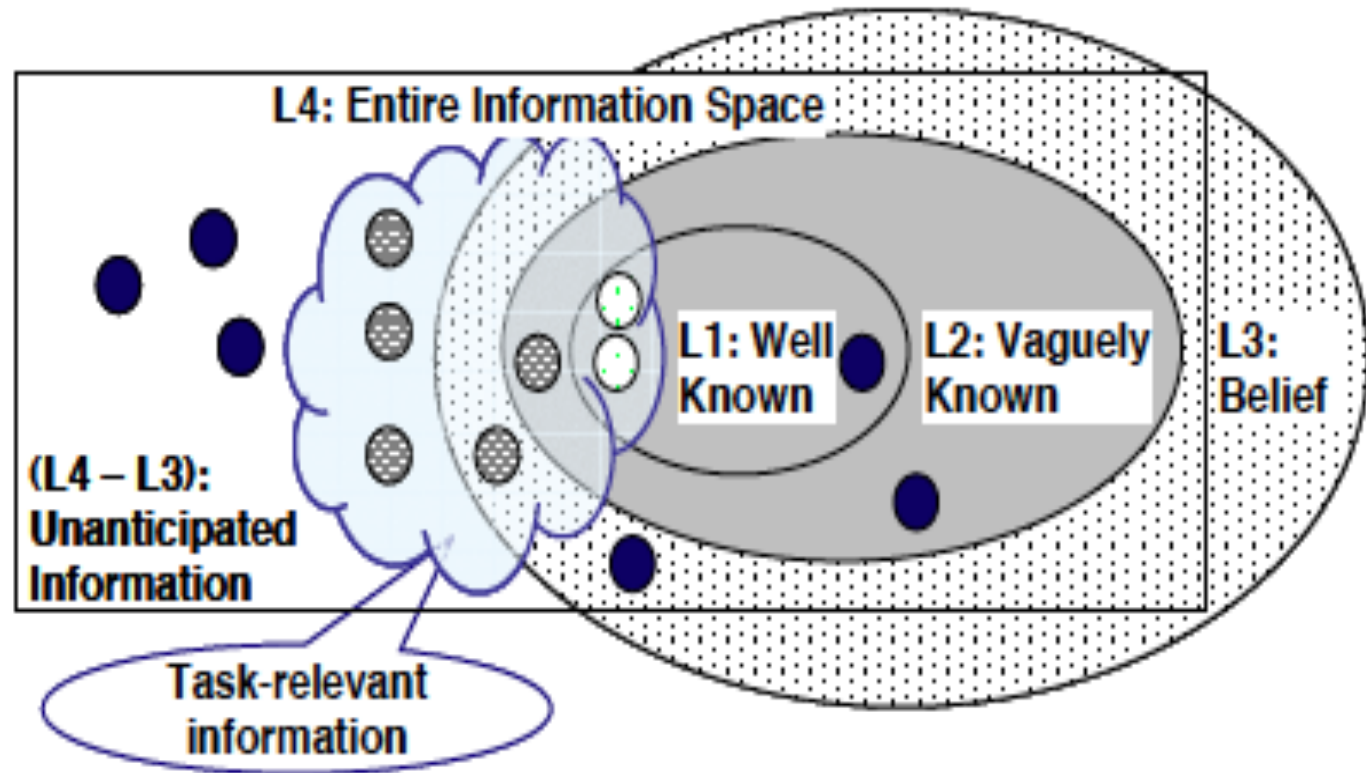 L4: Entire Information Space
L1: Well
Known
L2: Vaguely
Known
L3:
Belief
(L4 – L3):
Unanticipated
Information
Task-relevant
information